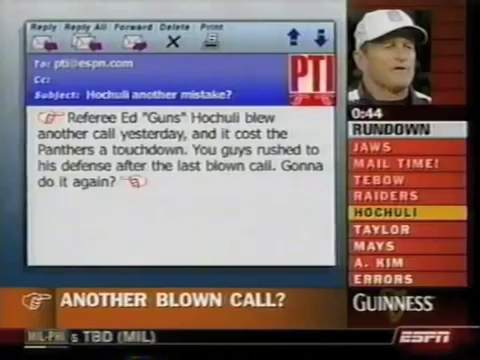 Reply Reply All Forward Delete Print
To: pti@espn.com
Cc:
Subject: Hochuli another mistake?
PTI
Referee Ed "Guns" Hochuli blew
another call yesterday, and it cost the
Panthers a touchdown. You guys rushed to
his defense after the last blown call. Gonna
do it again?
0:44
RUNDOWN
JAWS
MAIL TIME!
TEBOW
RAIDERS
HOCHULI
TAYLOR
MAYS
A. KIM
ERRORS
ANOTHER BLOWN CALL?
GUINNESS
MIL-PHI s TBD (MIL)
ESPN